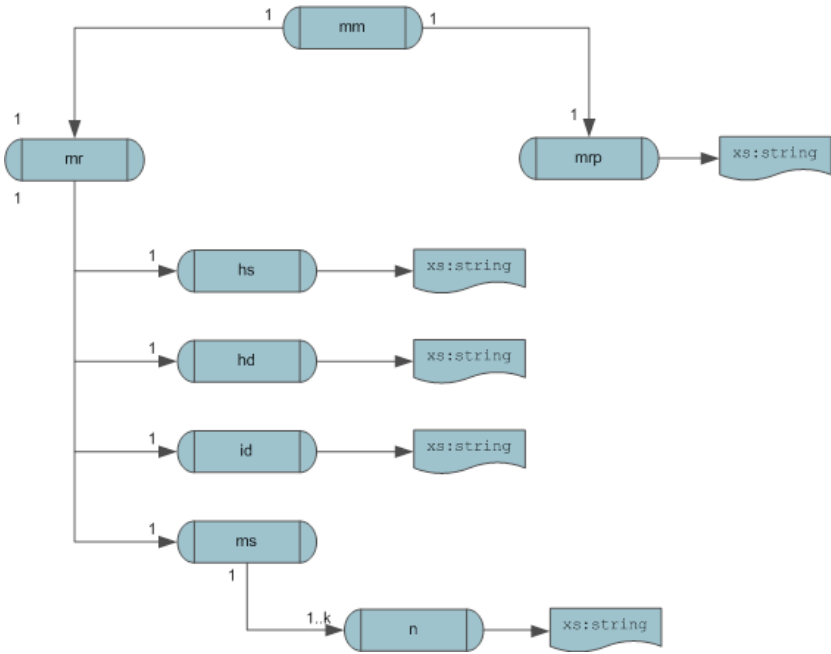 1 mm 1
1 1
mr mrp xs:string
1
1 hs xs:string
1 hd xs:string
1 id xs:string
1 ms
1
1..k n xs:string